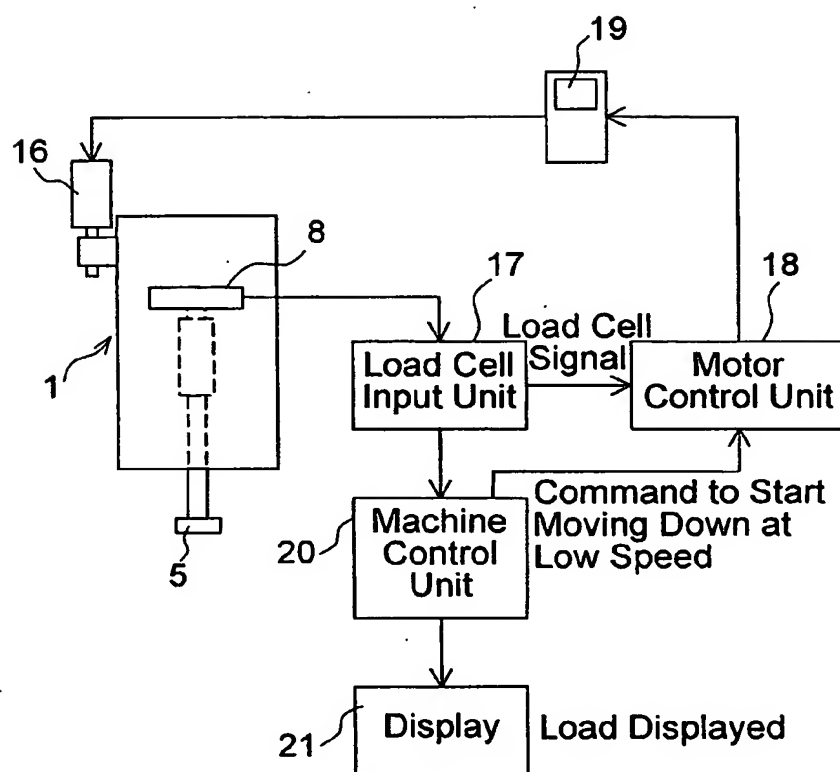 19
16
8
17
18
Load Cell
Signal
1
Load Cell
Input Unit
Motor
Control Unit
5
20
Machine
Control
Unit
Command to Start
Moving Down at
Low Speed
21
Display
Load Displayed